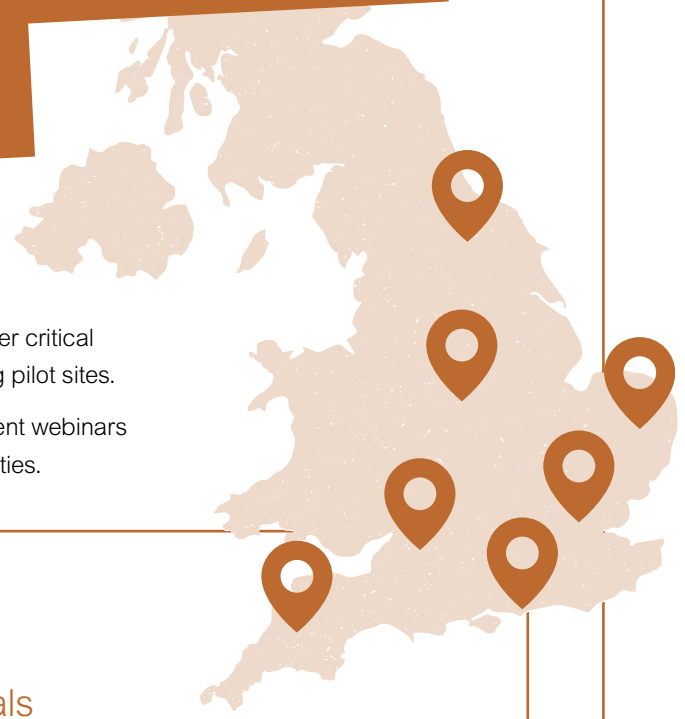 er critical
g pilot sites.
ent webinars
ties.
als